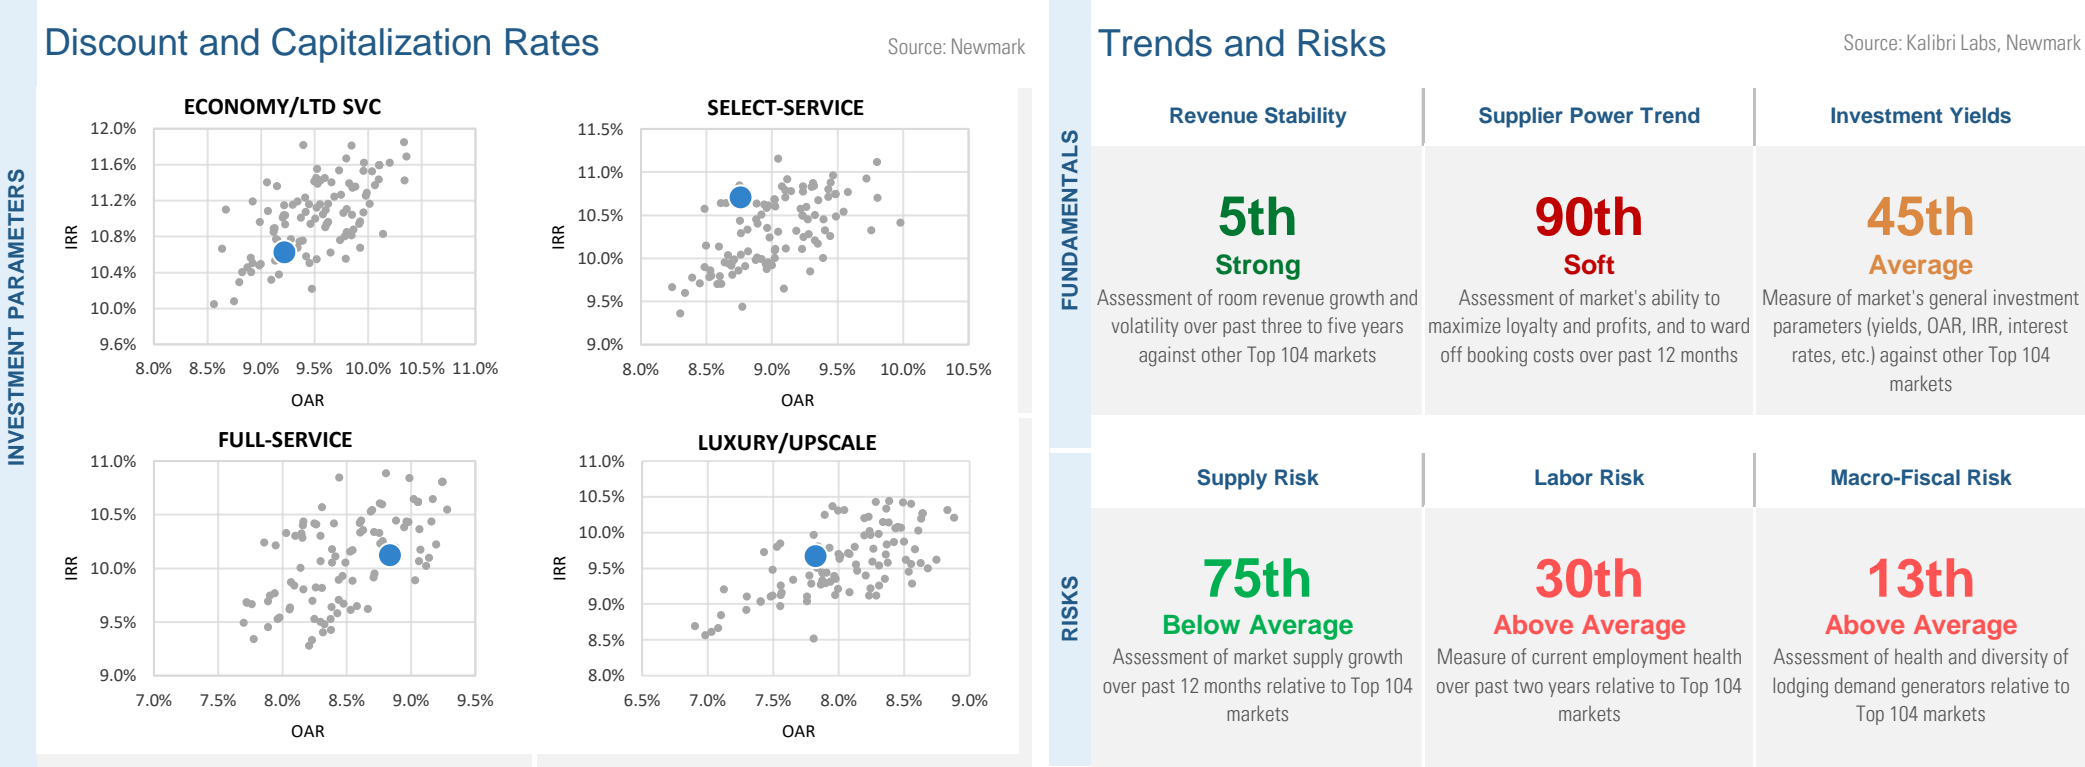 Discount and Capitalization Rates
Source: Newmark
INVESTMENT PARAMETERS
ECONOMY/LTD SVC
12.0%
11.6%
11.2%
10.8%
10.4%
10.0%
9.6%
IRR
8.0% 8.5% 9.0% 9.5% 10.0% 10.5% 11.0%
OAR
SELECT-SERVICE
11.5%
11.0%
10.5%
10.0%
9.5%
9.0%
IRR
8.0% 8.5% 9.0% 9.5% 10.0% 10.5%
OAR
FULL-SERVICE
11.0%
10.5%
10.0%
9.5%
9.0%
IRR
7.0% 7.5% 8.0% 8.5% 9.0% 9.5%
OAR
LUXURY/UPSCALE
11.0%
10.5%
10.0%
9.5%
9.0%
8.5%
8.0%
IRR
6.5% 7.0% 7.5% 8.0% 8.5% 9.0%
OAR
Trends and Risks
Source: Kalibri Labs, Newmark
FUNDAMENTALS
Revenue Stability
5th
Strong
Assessment of room revenue growth and
volatility over past three to five years
against other Top 104 markets
Supplier Power Trend
90th
Soft
Assessment of market's ability to
maximize loyalty and profits, and to ward
off booking costs over past 12 months
Investment Yields
45th
Average
Measure of market's general investment
parameters (yields, OAR, IRR, interest
rates, etc.) against other Top 104
markets
RISKS
Supply Risk
75th
Below Average
Assessment of market supply growth
over past 12 months relative to Top 104
markets
Labor Risk
30th
Above Average
Measure of current employment health
over past two years relative to Top 104
markets
Macro-Fiscal Risk
13th
Above Average
Assessment of health and diversity of
lodging demand generators relative to
Top 104 markets